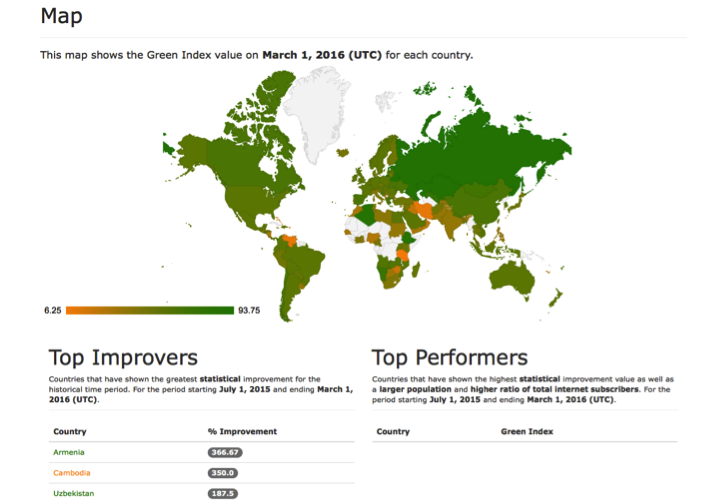 Map
This map shows the Green Index value on March 1, 2016 (UTC) for each country.
6.25
93.75
Top Improvers
Countries that have shown the greatest statistical improvement for the
historical time period. For the period starting July 1, 2015 and ending March 1,
2016 (UTC).
Country % Improvement
Armenia 366.67
Cambodia 350.0
Uzbekistan 187.5
Top Performers
Countries that have shown the highest statistical improvement value as well as
a larger population and higher ratio of total internet subscribers. For the
period starting July 1, 2015 and ending March 1, 2016 (UTC).
Country Green Index